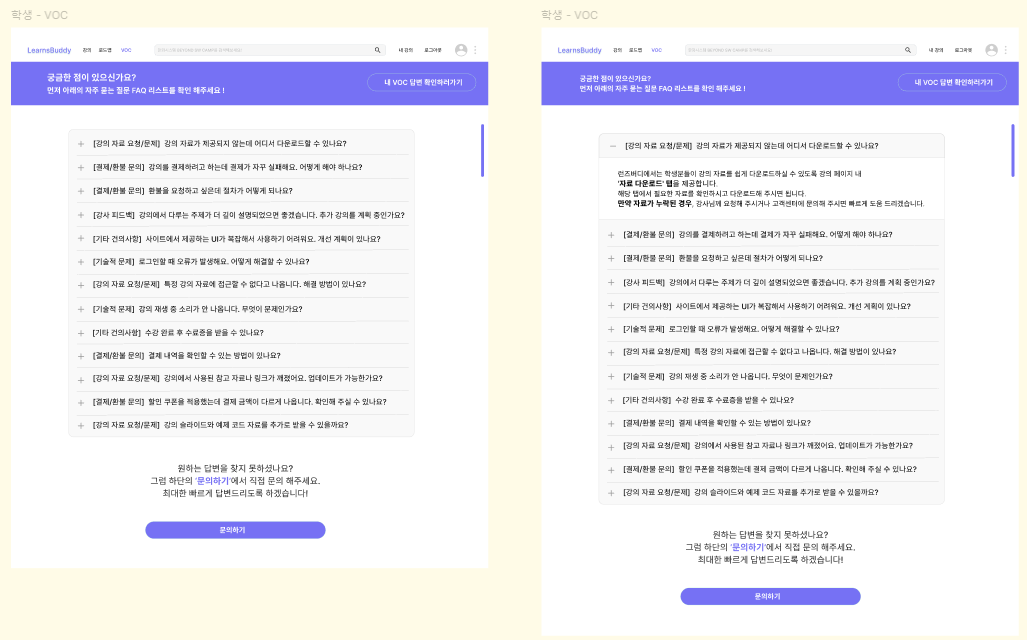 학생 - VOC
LearnsBuddy 강의 로드맵 VOC
내 강의 로그아웃
궁금한 점이 있으신가요?
먼저 아래의 자주 묻는 질문 FAQ 리스트를 확인 해주세요 !
내 VOC 답변 확인하러가기
[강의 자료 요청/문제] 강의 자료가 제공되지 않는데 어디서 다운로드할 수 있나요?
[결제/환불 문의] 강의를 결제하려고 하는데 결제가 자꾸 실패해요. 어떻게 해야 하나요?
[결제/환불 문의] 환불을 요청하고 싶은데 절차가 어떻게 되나요?
[강사 피드백] 강의에서 다루는 주제가 더 깊이 설명되었으면 좋겠습니다. 추가 강의를 계획 중인가요?
[기타 건의사항] 사이트에서 제공하는 UI가 복잡해서 사용하기 어려워요. 개선 계획이 있나요?
[기술적 문제] 로그인할 때 오류가 발생해요. 어떻게 해결할 수 있나요?
[강의 자료 요청/문제] 특정 강의 자료에 접근할 수 없다고 나옵니다. 해결 방법이 있나요?
[기술적 문제] 강의 재생 중 소리가 안 나옵니다. 무엇이 문제인가요?
[기타 건의사항] 수강 완료 후 수료증을 받을 수 있나요?
[결제/환불 문의] 결제 내역을 확인할 수 있는 방법이 있나요?
[강의 자료 요청/문제] 강의에서 사용된 참고 자료나 링크가 깨졌어요. 업데이트가 가능한가요?
[결제/환불 문의] 할인 쿠폰을 적용했는데 결제 금액이 다르게 나옵니다. 확인해 주실 수 있나요?
[강의 자료 요청/문제] 강의 슬라이드와 예제 코드 자료를 추가로 받을 수 있을까요?
원하는 답변을 찾지 못하셨나요?
그럼 하단의 '문의하기'에서 직접 문의 해주세요.
최대한 빠르게 답변드리도록 하겠습니다!
문의하기
학생 - VOC
LearnsBuddy 강의 로드맵 VOC
내 강의 로그아웃
궁금한 점이 있으신가요?
먼저 아래의 자주 묻는 질문 FAQ 리스트를 확인 해주세요 !
내 VOC 답변 확인하러가기
[강의 자료 요청/문제] 강의 자료가 제공되지 않는데 어디서 다운로드할 수 있나요?
런즈버디에서는 학생분들이 강의 자료를 쉽게 다운로드하실 수 있도록 강의 페이지 내
'자료 다운로드' 탭을 제공합니다.
해당 탭에서 필요한 자료를 확인하시고 다운로드해 주시면 됩니다.
만약 자료가 누락된 경우, 강사님께 요청해 주시거나 고객센터에 문의해 주시면 빠르게 도움 드리겠습니다.
[결제/환불 문의] 강의를 결제하려고 하는데 결제가 자꾸 실패해요. 어떻게 해야 하나요?
[결제/환불 문의] 환불을 요청하고 싶은데 절차가 어떻게 되나요?
[강사 피드백] 강의에서 다루는 주제가 더 깊이 설명되었으면 좋겠습니다. 추가 강의를 계획 중인가요?
[기타 건의사항] 사이트에서 제공하는 UI가 복잡해서 사용하기 어려워요. 개선 계획이 있나요?
[기술적 문제] 로그인할 때 오류가 발생해요. 어떻게 해결할 수 있나요?
[강의 자료 요청/문제] 특정 강의 자료에 접근할 수 없다고 나옵니다. 해결 방법이 있나요?
[기술적 문제] 강의 재생 중 소리가 안 나옵니다. 무엇이 문제인가요?
[기타 건의사항] 수강 완료 후 수료증을 받을 수 있나요?
[결제/환불 문의] 결제 내역을 확인할 수 있는 방법이 있나요?
[강의 자료 요청/문제] 강의에서 사용된 참고 자료나 링크가 깨졌어요. 업데이트가 가능한가요?
[결제/환불 문의] 할인 쿠폰을 적용했는데 결제 금액이 다르게 나옵니다. 확인해 주실 수 있나요?
[강의 자료 요청/문제] 강의 슬라이드와 예제 코드 자료를 추가로 받을 수 있을까요?
원하는 답변을 찾지 못하셨나요?
그럼 하단의 '문의하기'에서 직접 문의 해주세요.
최대한 빠르게 답변드리도록 하겠습니다!
문의하기